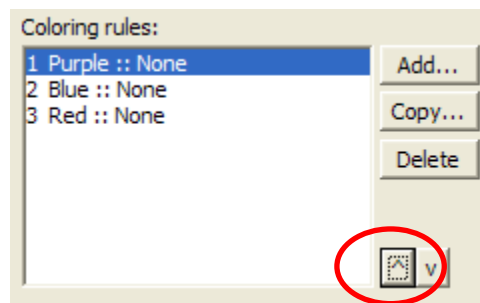 Coloring rules:
1 Purple :: None
2 Blue :: None
3 Red :: None
Add...
Copy...
Delete
^ v